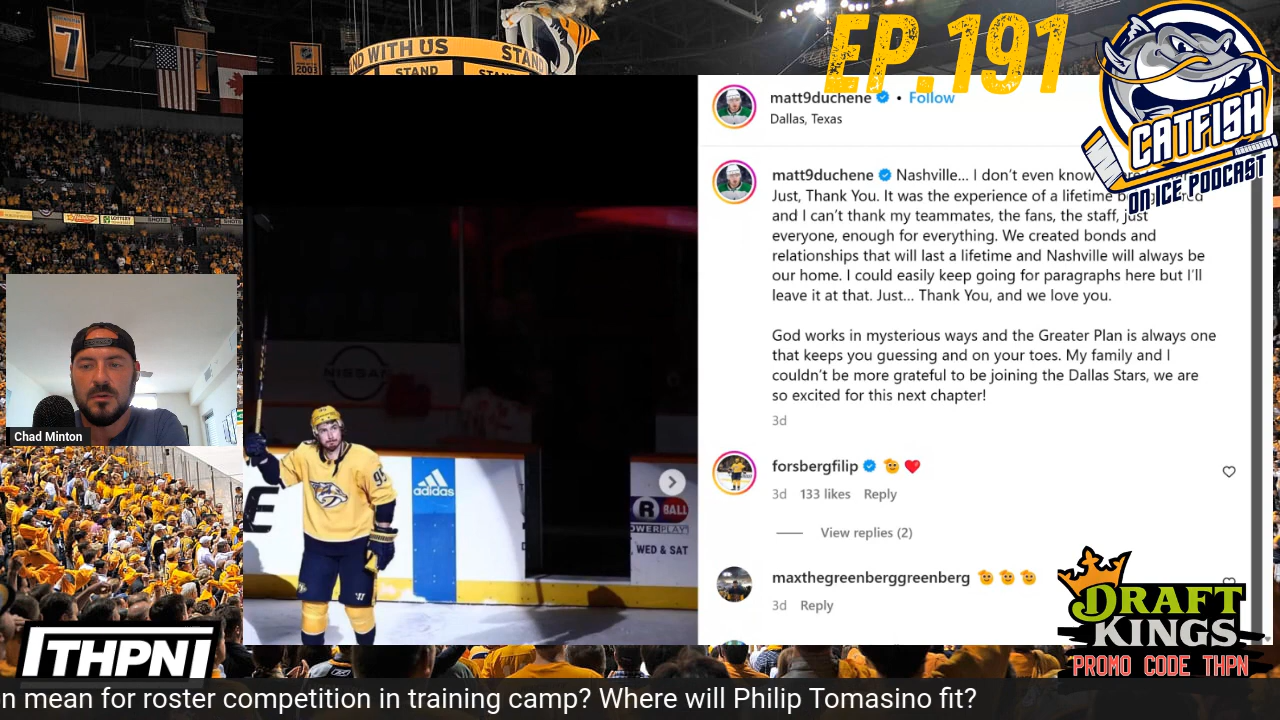 7
2003
ND WITH US
STAND
STAND
EP.191
CATFISH
ON ICE PODCAST
matt9duchene • Follow
Dallas, Texas
matt9duchene Nashville... I don't even know
Just, Thank You. It was the experience of a lifetime
and I can't thank my teammates, the fans, the staff, just
everyone, enough for everything. We created bonds and
relationships that will last a lifetime and Nashville will always be
our home. I could easily keep going for paragraphs here but I'll
leave it at that. Just... Thank You, and we love you.
God works in mysterious ways and the Greater Plan is always one
that keeps you guessing and on your toes. My family and I
couldn't be more grateful to be joining the Dallas Stars, we are
so excited for this next chapter!
3d
forsbergfilip 🫡 ❤️
3d 133 likes Reply
View replies (2)
maxthegreenberggreenberg 🫡 🫡 🫡
3d Reply
LOTTERY
SHOTS
NISSAN
adidas
R BALL
POWERPLAY
WED & SAT
Chad Minton
THPN
DRAFT
KINGS
PROMO CODE THPN
n mean for roster competition in training camp? Where will Philip Tomasino fit?